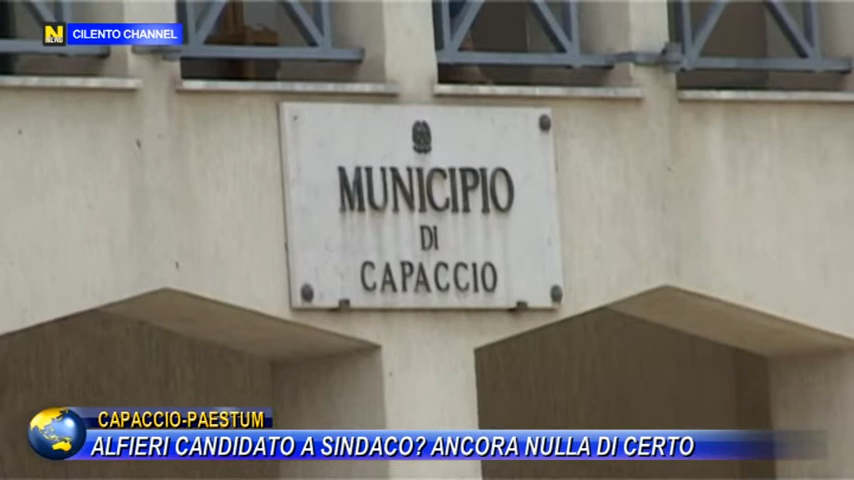 N
CILENTO CHANNEL
MUNICIPIO
DI
CAPACCIO
CAPACCIO-PAESTUM
ALFIERI CANDIDATO A SINDACO? ANCORA NULLA DI CERTO